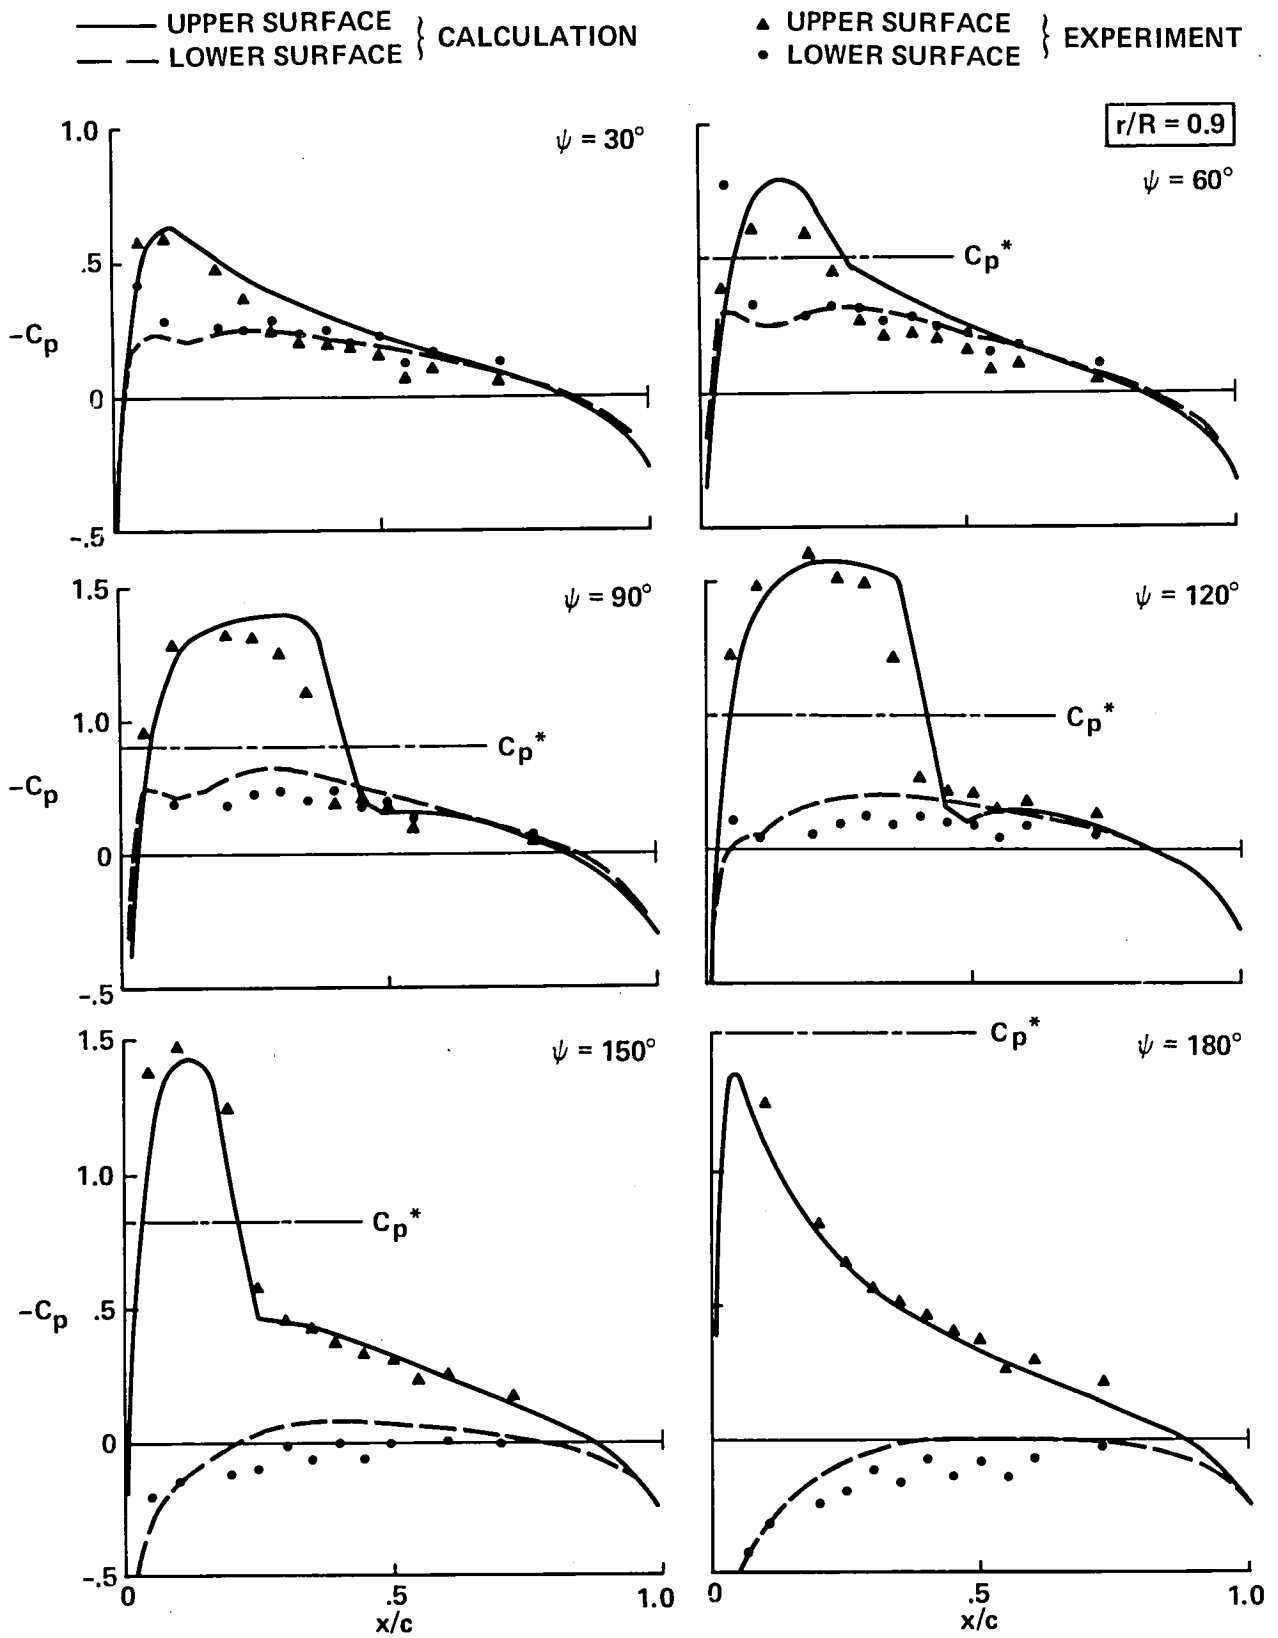 UPPER SURFACE
LOWER SURFACE
} CALCULATION
▲ UPPER SURFACE
● LOWER SURFACE
} EXPERIMENT
r/R = 0.9
1.0
.5
0
-.5
-Cp
ψ = 30°
ψ = 60°
Cp*
1.5
1.0
0
-.5
-Cp
ψ = 90°
Cp*
ψ = 120°
Cp*
1.5
1.0
.5
0
-.5
-Cp
ψ = 150°
Cp*
0
.5
1.0
x/c
ψ = 180°
Cp*
0
.5
1.0
x/c